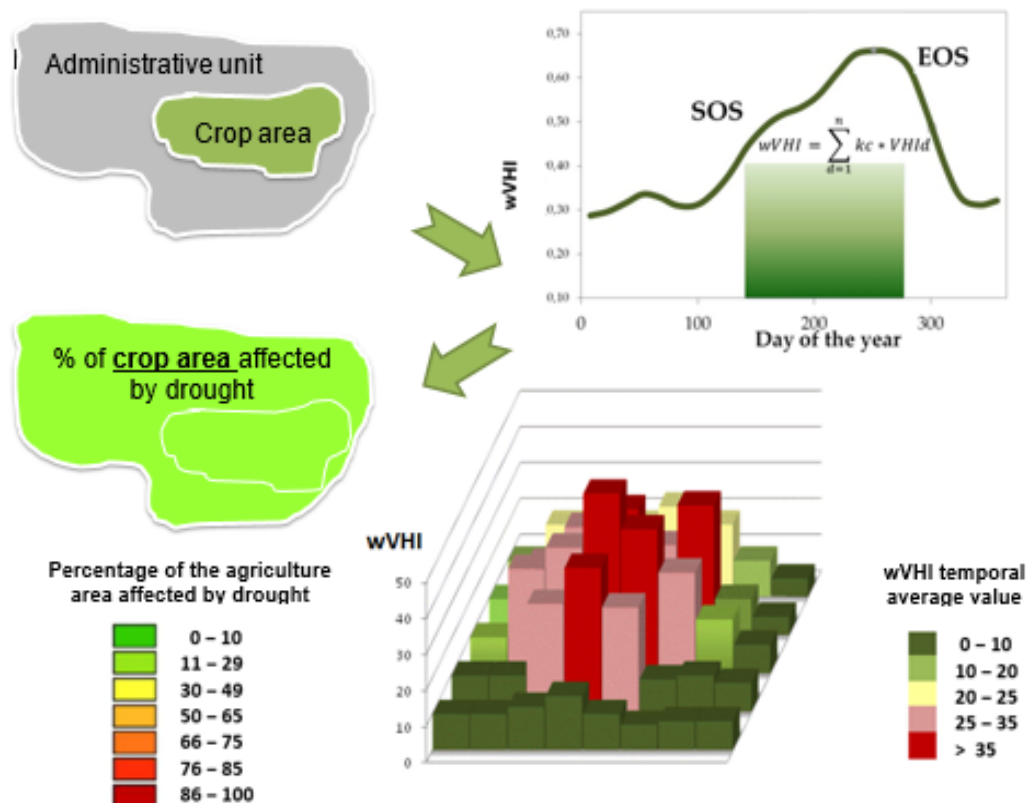 Administrative unit
Crop area
0,70
0,60
0,50
0,40
0,30
0,20
0,10
wVHI
SOS
EOS
wVHI = \sum_{d=1}^{n} kc * VHId
0
100
200
300
Day of the year
% of crop area affected
by drought
Percentage of the agriculture
area affected by drought
0 – 10
11 – 29
30 – 49
50 – 65
66 – 75
76 – 85
86 – 100
wVHI
50
40
30
20
10
0
wVHI temporal
average value
0 – 10
10 – 20
20 – 25
25 – 35
> 35